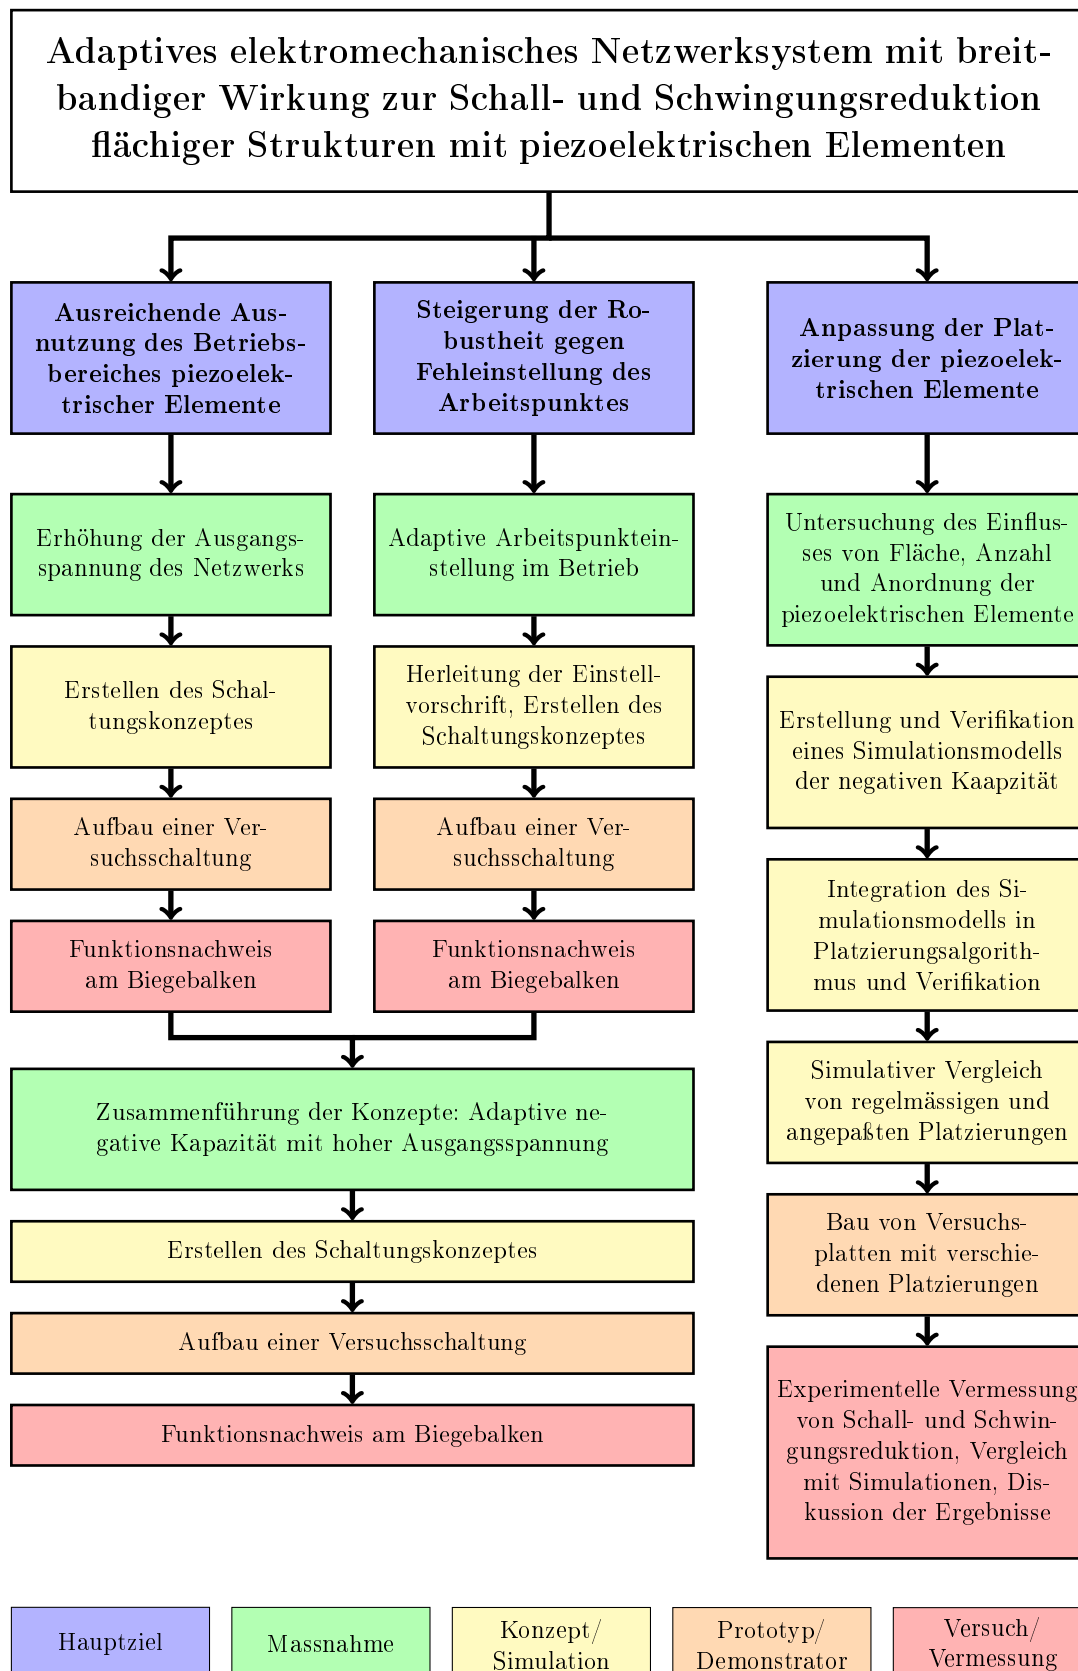 Adaptives elektromechanisches Netzwerksystem mit breit-
bandiger Wirkung zur Schall- und Schwingungsreduktion
flächiger Strukturen mit piezoelektrischen Elementen
Ausreichende Aus-
nutzung des Betriebs-
bereiches piezoelek-
trischer Elemente
Steigerung der Ro-
bustheit gegen
Fehleinstellung des
Arbeitspunktes
Anpassung der Plat-
zierung der piezoelek-
trischen Elemente
Erhöhung der Ausgangs-
spannung des Netzwerks
Adaptive Arbeitspunktein-
stellung im Betrieb
Untersuchung des Einflus-
ses von Fläche, Anzahl
und Anordnung der
piezoelektrischen Elemente
Erstellen des Schal-
tungskonzeptes
Herleitung der Einstell-
vorschrift, Erstellen des
Schaltungskonzeptes
Erstellung und Verifikation
eines Simulationsmodells
der negativen Kaapzität
Aufbau einer Ver-
suchsschaltung
Aufbau einer Ver-
suchsschaltung
Integration des Si-
mulationsmodells in
Platzierungsalgorith-
mus und Verifikation
Funktionsnachweis
am Biegebalken
Funktionsnachweis
am Biegebalken
Simulativer Vergleich
von regelmässigen und
angepaßten Platzierungen
Zusammenführung der Konzepte: Adaptive ne-
gative Kapazität mit hoher Ausgangsspannung
Bau von Versuchs-
platten mit verschie-
denen Platzierungen
Erstellen des Schaltungskonzeptes
Aufbau einer Versuchsschaltung
Funktionsnachweis am Biegebalken
Experimentelle Vermessung
von Schall- und Schwin-
gungsreduktion, Vergleich
mit Simulationen, Dis-
kussion der Ergebnisse
Hauptziel
Massnahme
Konzept/
Simulation
Prototyp/
Demonstrator
Versuch/
Vermessung